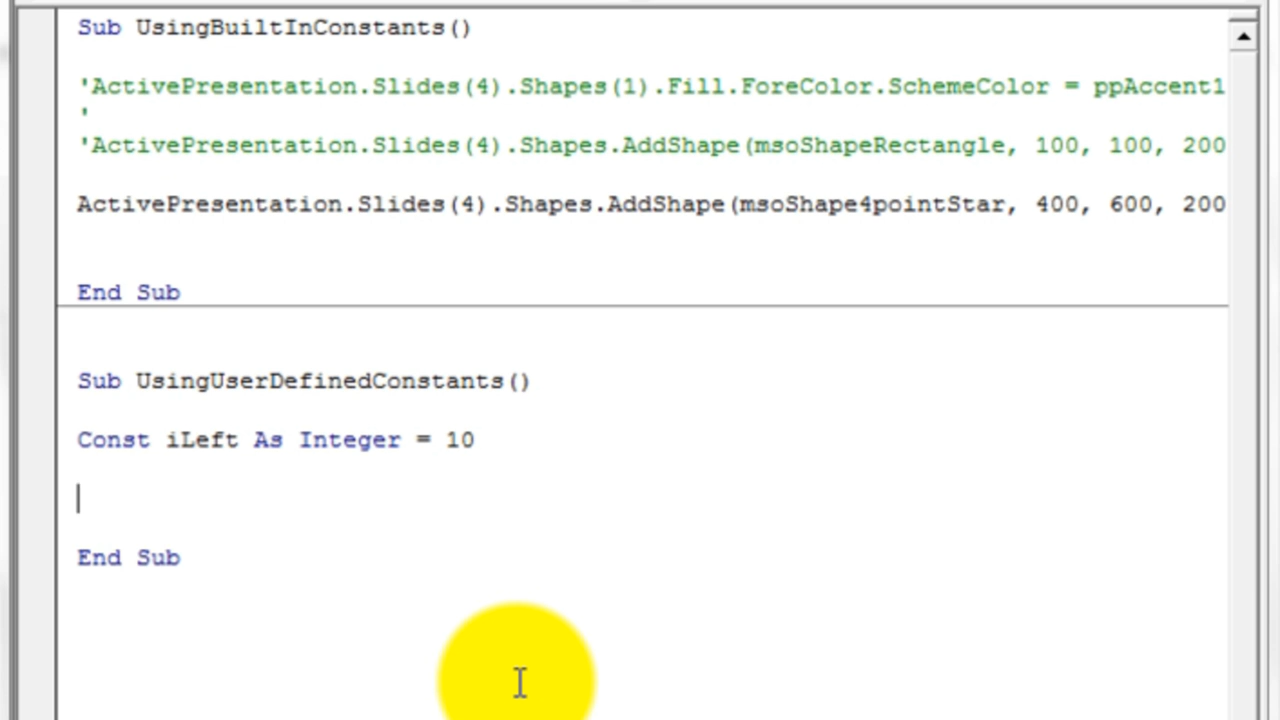 Sub UsingBuiltInConstants()
'ActivePresentation.Slides(4).Shapes(1).Fill.ForeColor.SchemeColor = ppAccent1
'
'ActivePresentation.Slides(4).Shapes.AddShape(msoShapeRectangle, 100, 100, 200
ActivePresentation.Slides(4).Shapes.AddShape(msoShape4pointStar, 400, 600, 200
End Sub
Sub UsingUserDefinedConstants()
Const iLeft As Integer = 10
End Sub